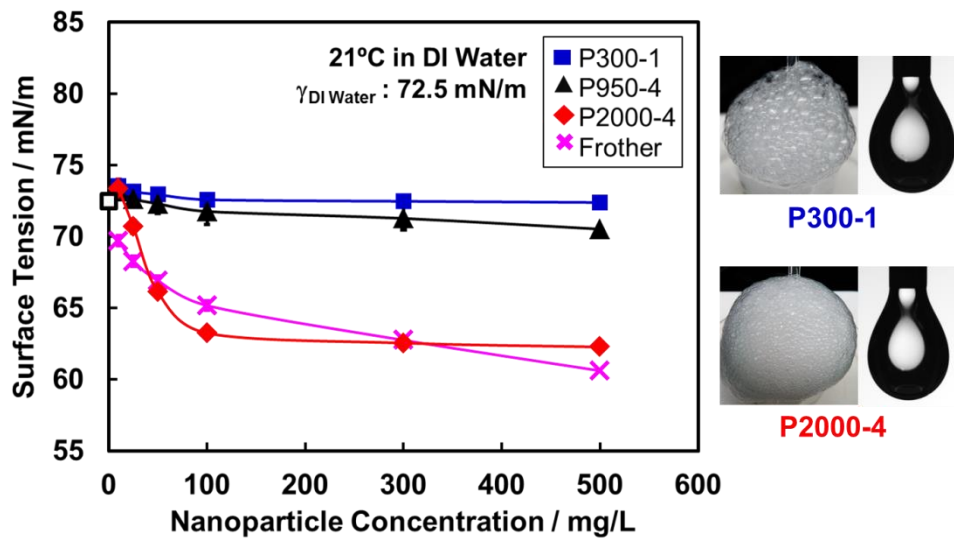 85
80
75
70
65
60
55
Surface Tension / mN/m
0
100
200
300
400
500
600
Nanoparticle Concentration / mg/L
21ºC in DI Water
γDI Water : 72.5 mN/m
P300-1
P950-4
P2000-4
Frother
P300-1
P2000-4